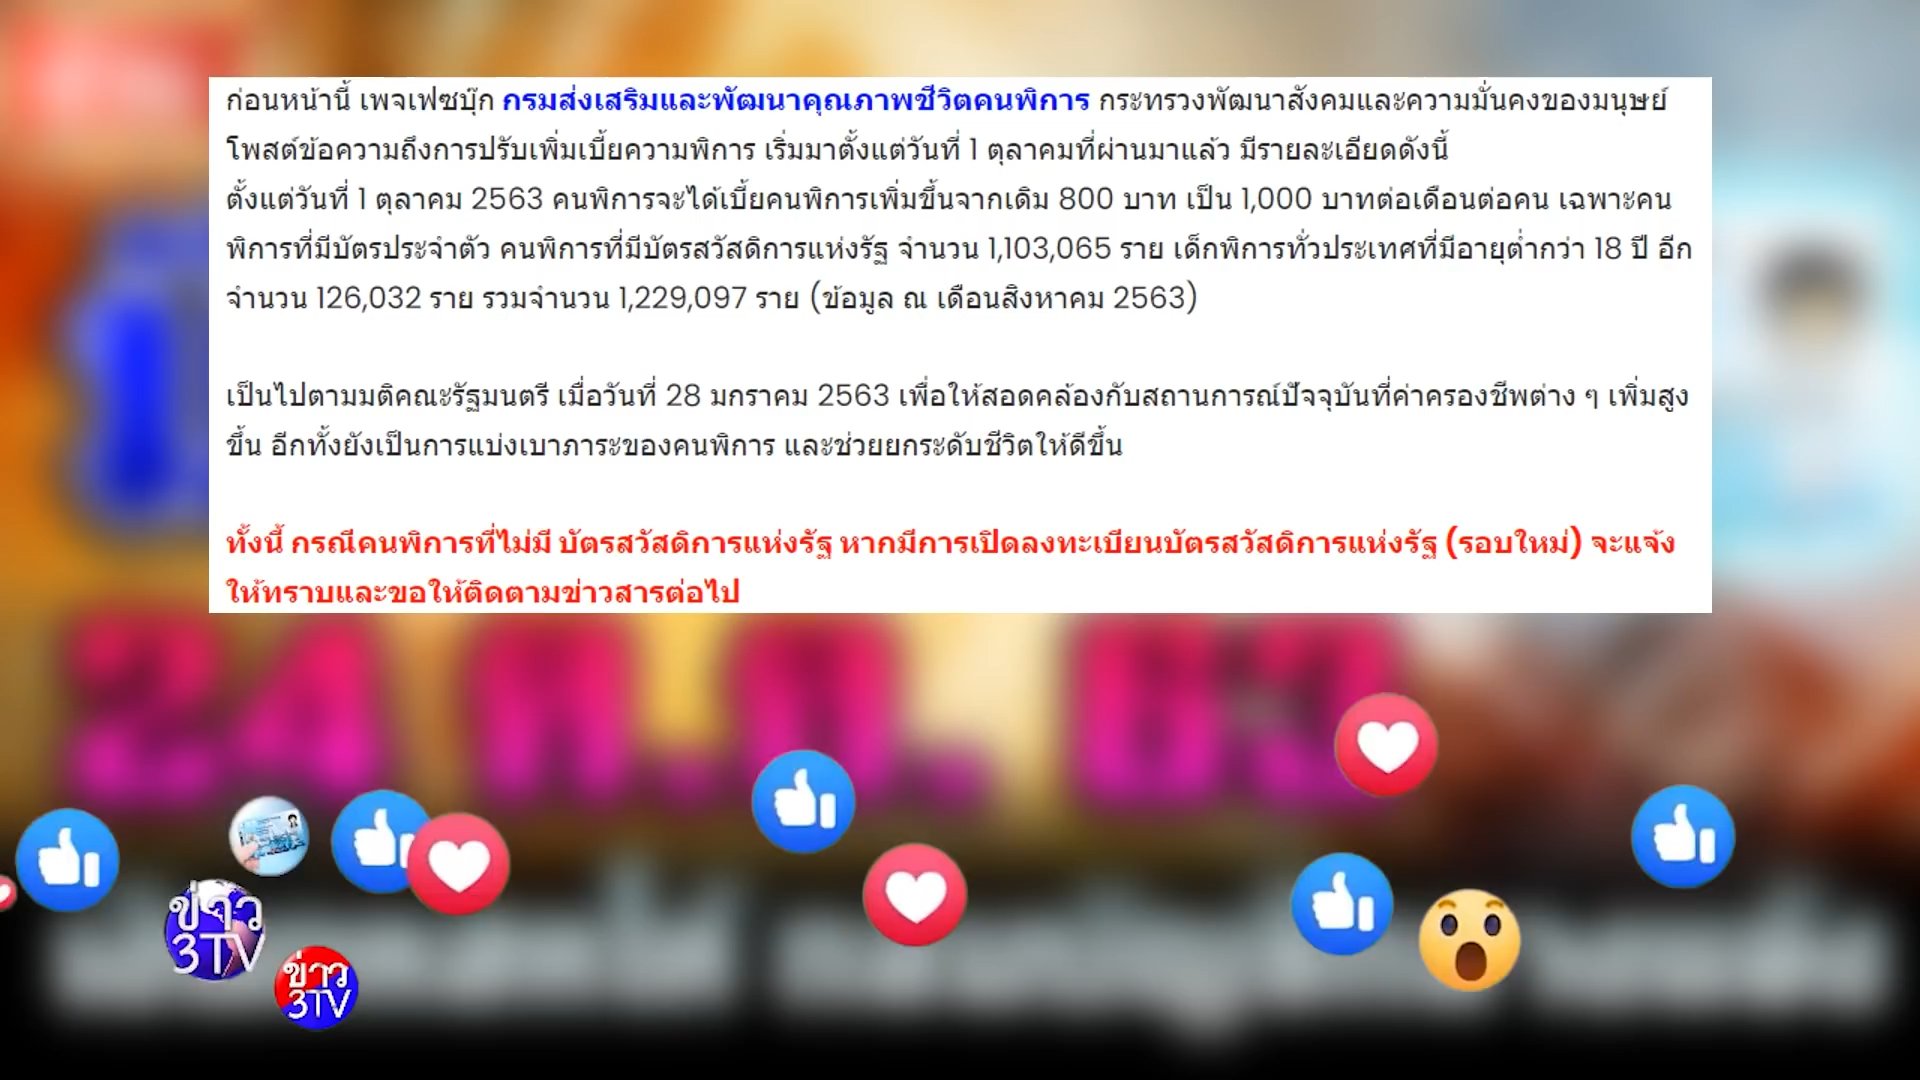 ก่อนหน้านี้ เพจเฟซบุ๊ก กรมส่งเสริมและพัฒนาคุณภาพชีวิตคนพิการ กระทรวงพัฒนาสังคมและความมั่นคงของมนุษย์
โพสต์ข้อความถึงการปรับเพิ่มเบี้ยความพิการ เริ่มมาตั้งแต่วันที่ 1 ตุลาคมที่ผ่านมาแล้ว มีรายละเอียดดังนี้
ตั้งแต่วันที่ 1 ตุลาคม 2563 คนพิการจะได้เบี้ยคนพิการเพิ่มขึ้นจากเดิม 800 บาท เป็น 1,000 บาทต่อเดือนต่อคน เฉพาะคน
พิการที่มีบัตรประจำตัว คนพิการที่มีบัตรสวัสดิการแห่งรัฐ จำนวน 1,103,065 ราย เด็กพิการทั่วประเทศที่มีอายุต่ำกว่า 18 ปี อีก
จำนวน 126,032 ราย รวมจำนวน 1,229,097 ราย (ข้อมูล ณ เดือนสิงหาคม 2563)
เป็นไปตามมติคณะรัฐมนตรี เมื่อวันที่ 28 มกราคม 2563 เพื่อให้สอดคล้องกับสถานการณ์ปัจจุบันที่ค่าครองชีพต่าง ๆ เพิ่มสูง
ขึ้น อีกทั้งยังเป็นการแบ่งเบาภาระของคนพิการ และช่วยยกระดับชีวิตให้ดีขึ้น
ทั้งนี้ กรณีคนพิการที่ไม่มี บัตรสวัสดิการแห่งรัฐ หากมีการเปิดลงทะเบียนบัตรสวัสดิการแห่งรัฐ (รอบใหม่) จะแจ้ง
ให้ทราบและขอให้ติดตามข่าวสารต่อไป
ข่าว
3TV
ข่าว
3TV